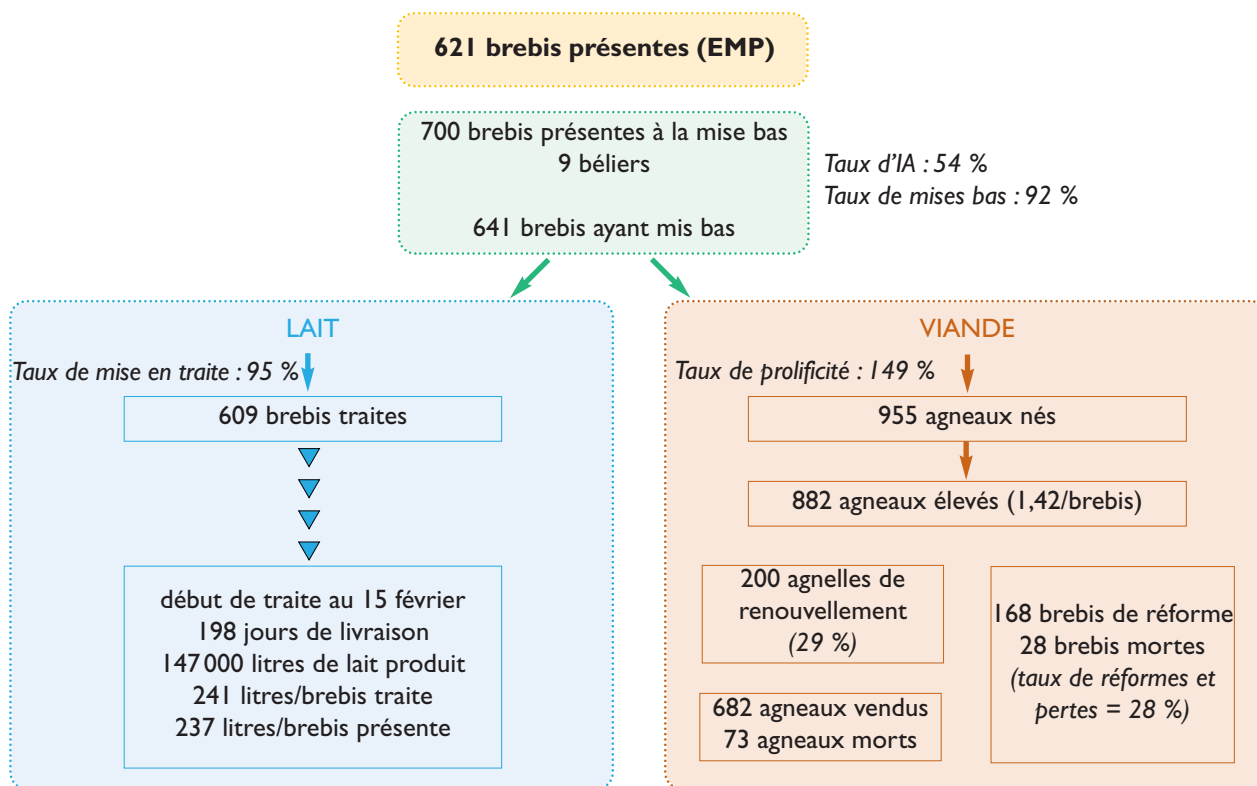 621 brebis présentes (EMP)
700 brebis présentes à la mise bas
9 béliers
641 brebis ayant mis bas
Taux d'IA : 54 %
Taux de mises bas : 92 %
LAIT
Taux de mise en traite : 95 %
609 brebis traites
début de traite au 15 février
198 jours de livraison
147 000 litres de lait produit
241 litres/brebis traite
237 litres/brebis présente
VIANDE
Taux de prolificité : 149 %
955 agneaux nés
882 agneaux élevés (1,42/brebis)
200 agnelles de
renouvellement
(29 %)
682 agneaux vendus
73 agneaux morts
168 brebis de réforme
28 brebis mortes
(taux de réformes et
pertes = 28 %)